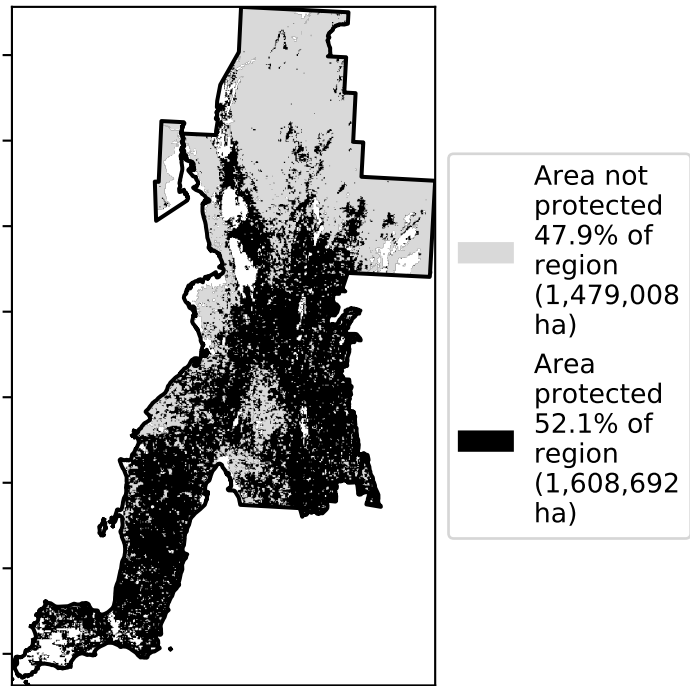 Area not
protected
47.9% of
region
(1,479,008
ha)
Area
protected
52.1% of
region
(1,608,692
ha)